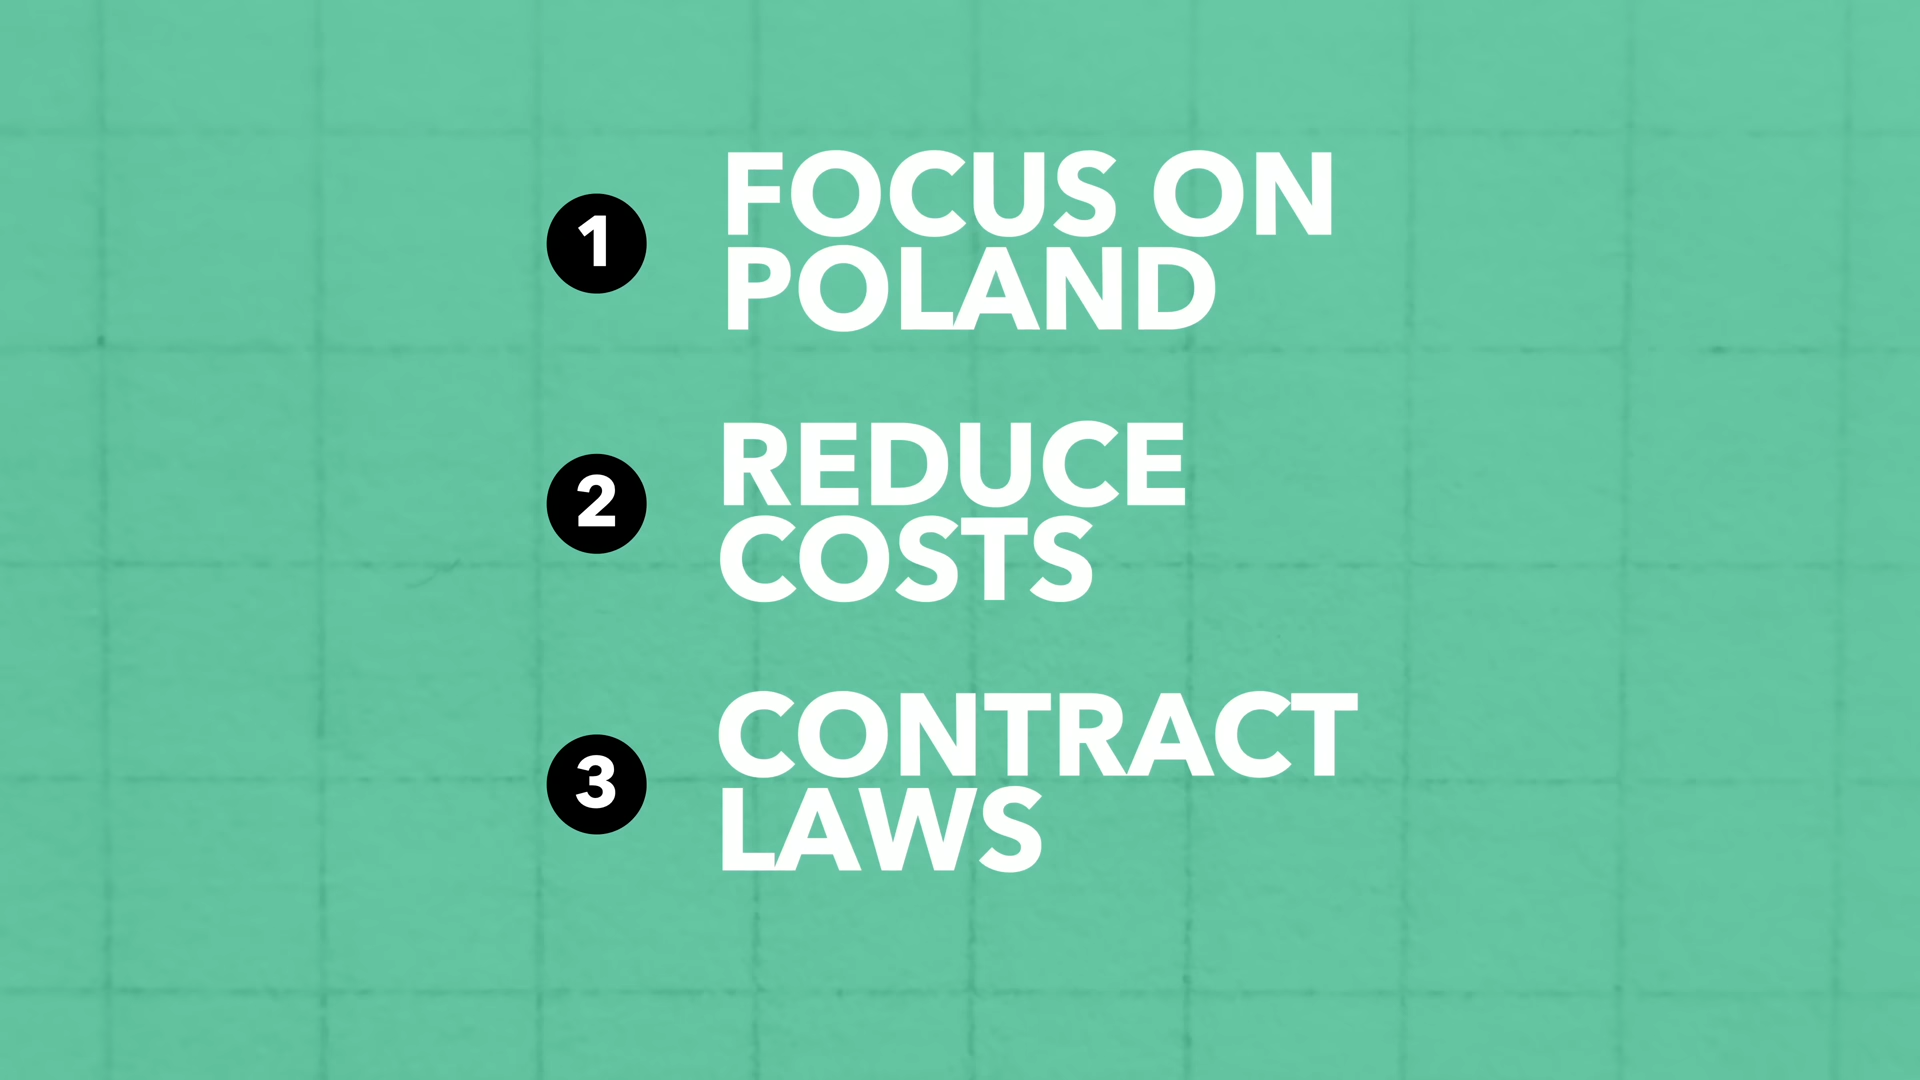 1
FOCUS ON
POLAND
2
REDUCE
COSTS
3
CONTRACT
LAWS